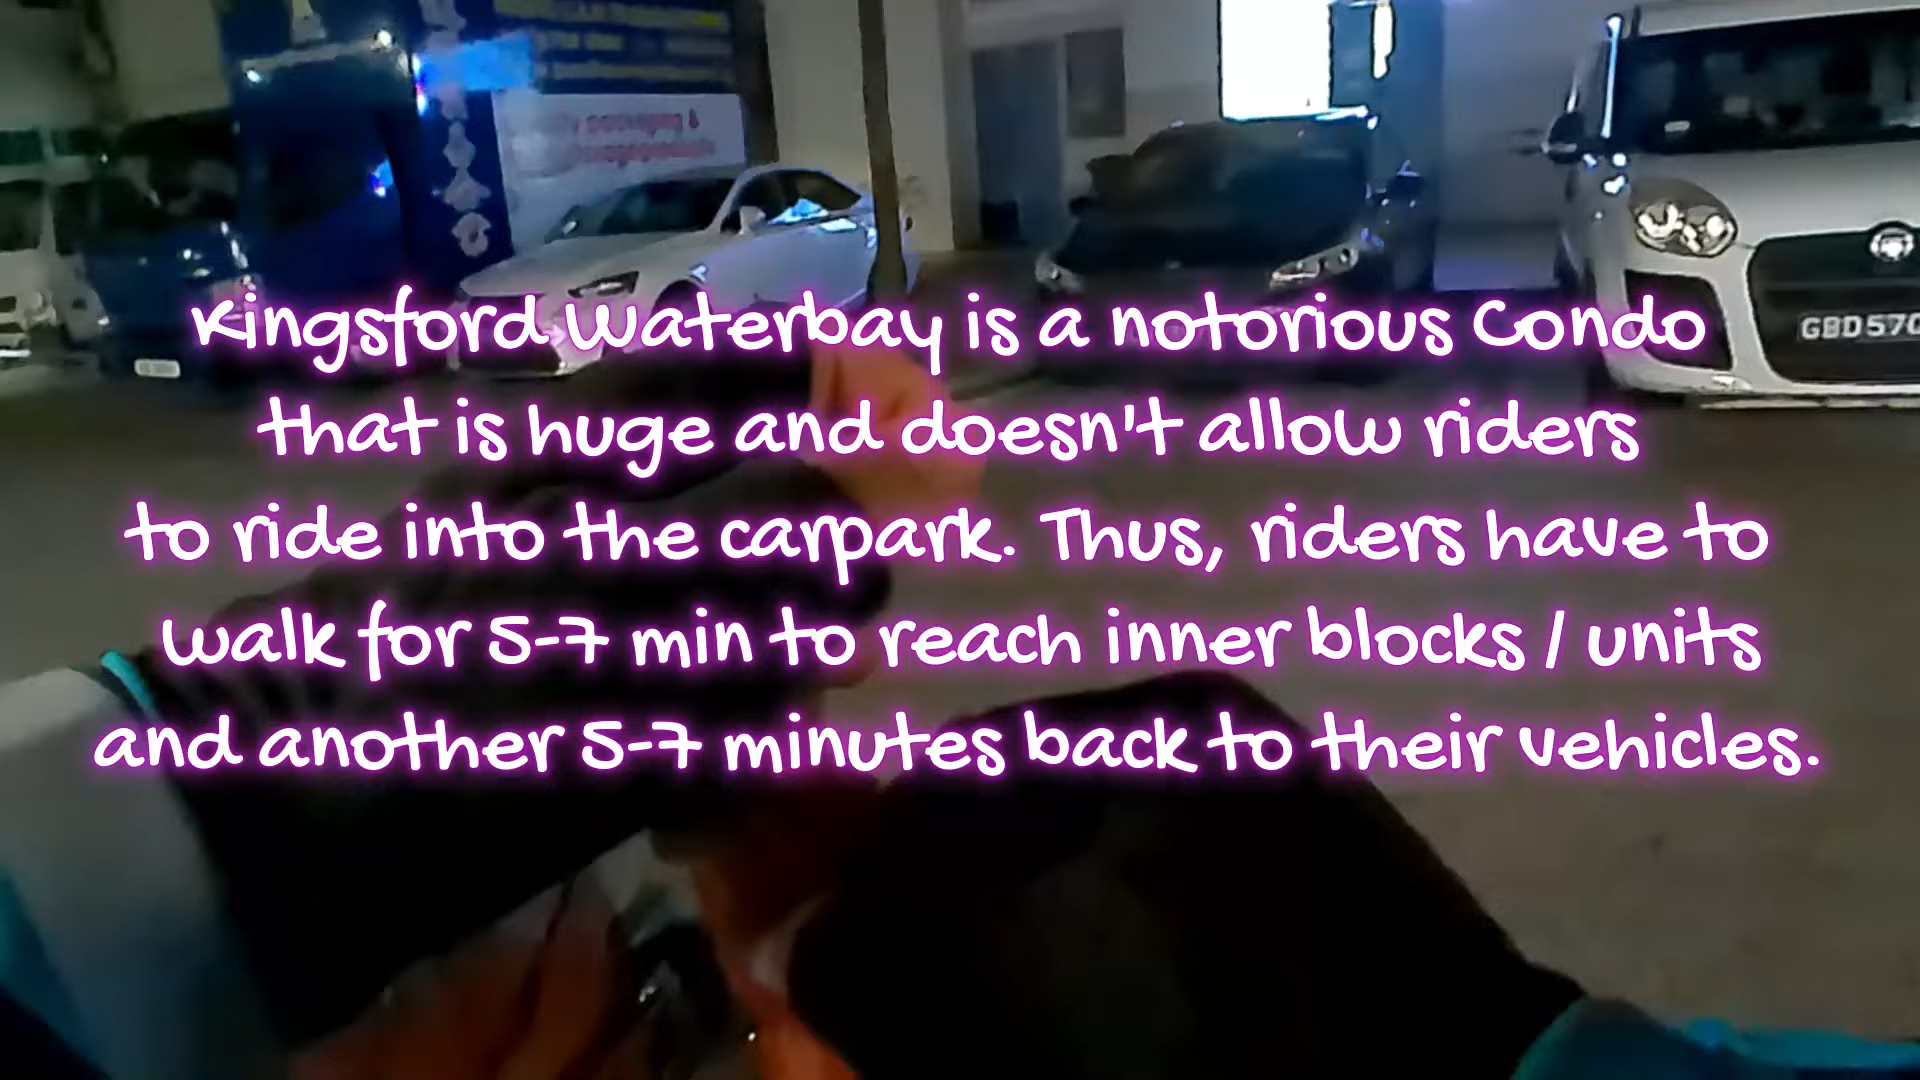 Kingsford Waterbay is a notorious Condo
that is huge and doesn't allow riders
to ride into the carpark. Thus, riders have to
walk for 5-7 min to reach inner blocks / units
and another 5-7 minutes back to their vehicles.
GBD570